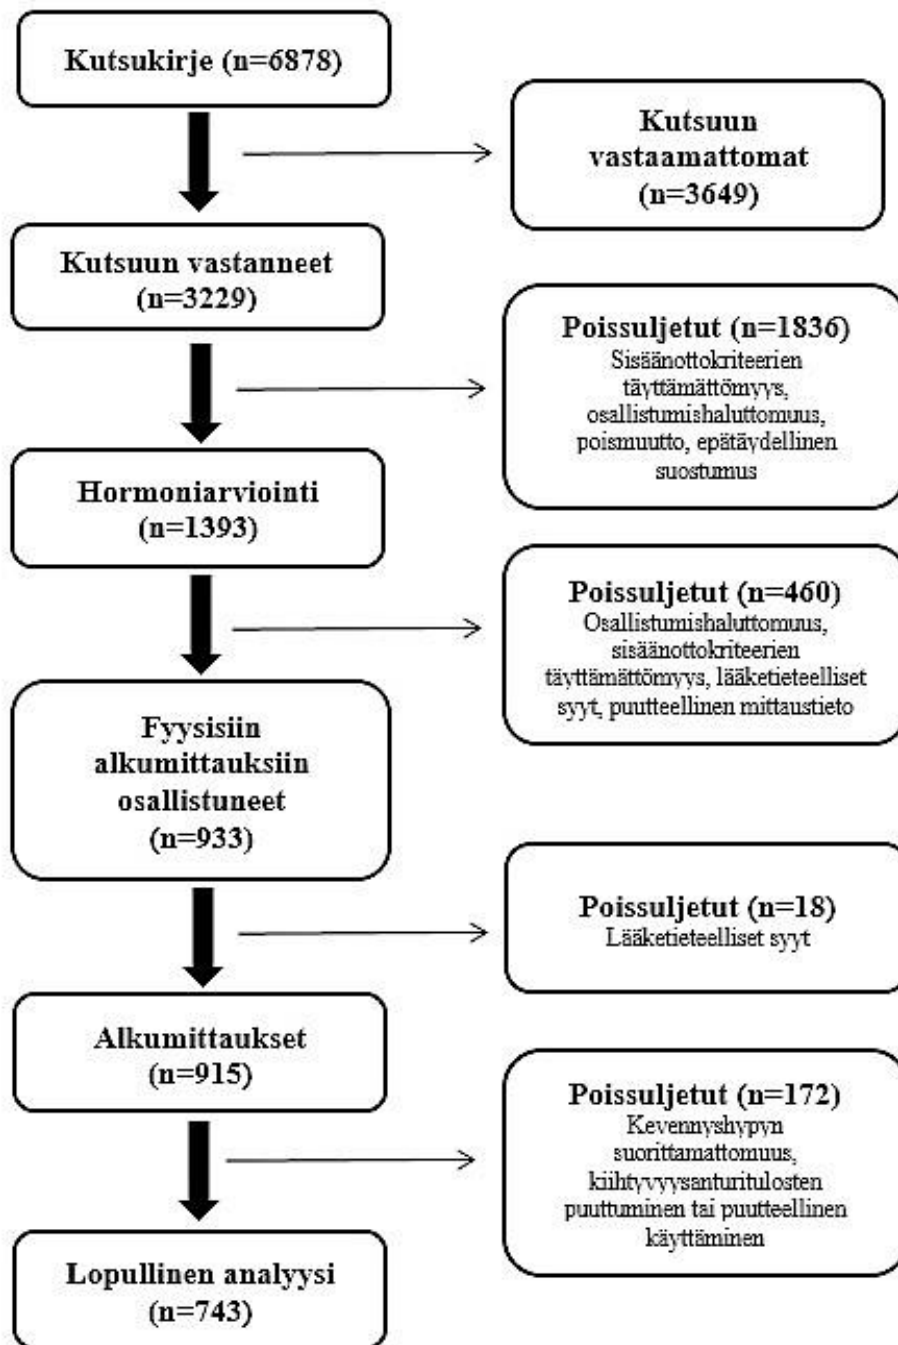 Kutsukirje (n=6878)
Kutsuun
vastaamattomat
(n=3649)
Kutsuun vastanneet
(n=3229)
Poissuljetut (n=1836)
Sisäänottokriteerien
täyttämättömyys,
osallistumishaluttomuus,
poismuutto, epätäydellinen
suostumus
Hormoniarviointi
(n=1393)
Poissuljetut (n=460)
Osallistumishaluttomuus,
sisäänottokriteerien
täyttämättömyys, lääketieteelliset
syyt, puutteellinen mittaustieto
Fyysisiin
alkumittauksiin
osallistuneet
(n=933)
Poissuljetut (n=18)
Lääketieteelliset syyt
Alkumittaukset
(n=915)
Poissuljetut (n=172)
Kevennyshypyn
suorittamattomuus,
kiihtyvyysanturitulosten
puuttuminen tai puutteellinen
käyttäminen
Lopullinen analyysi
(n=743)